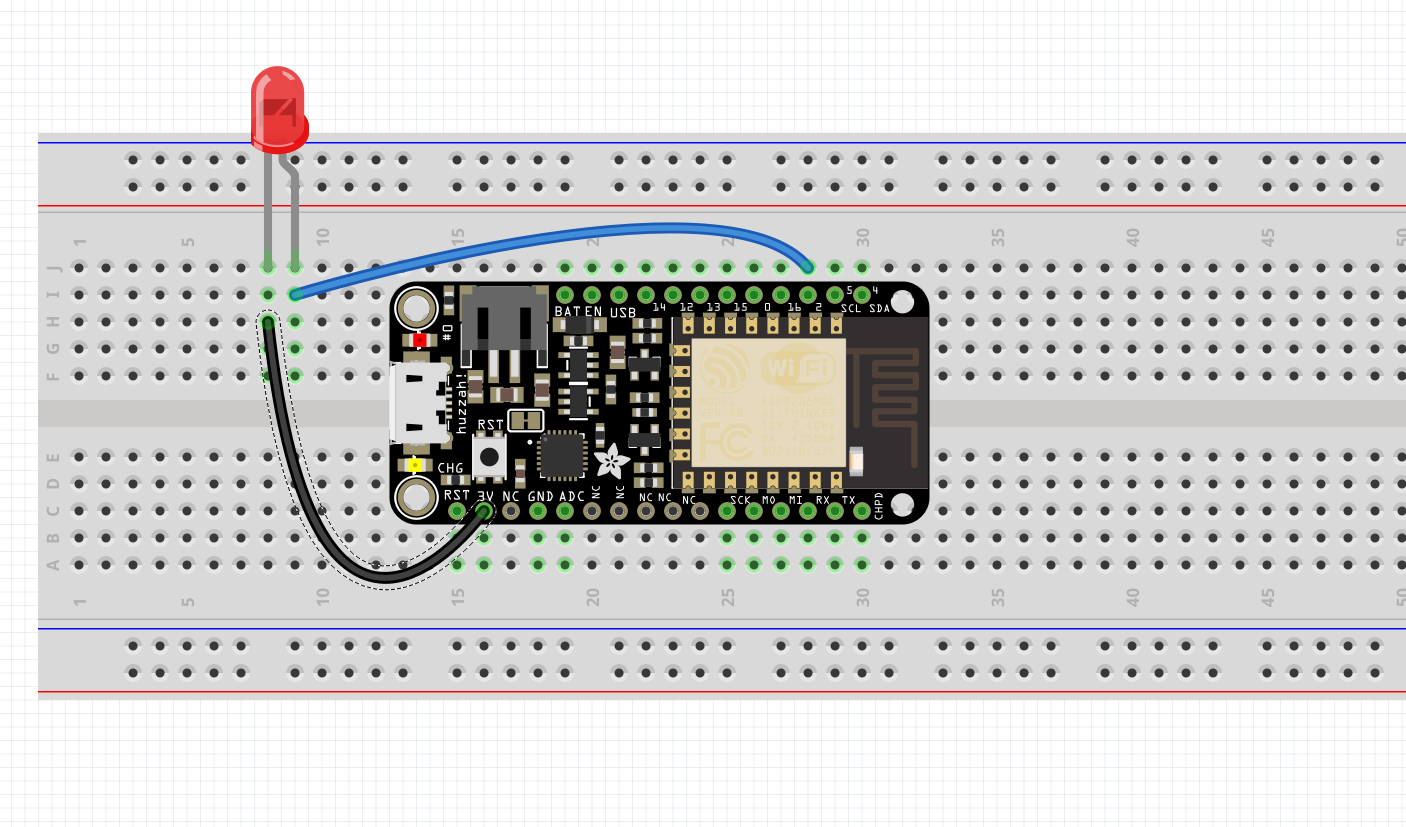 1 5 10 15 20 25 30 35 40 45 50
J
I
H
G
F
BAT EN USB 14 12 13 15 0 16 2 5 4
SCL SDA
#0
huzzah!
WiFi
FC
RST
CHG
RST 3V NC GND ADC NC NC NC NC NC SCK MO MI RX TX CHPD
E
D
C
B
A
1 5 10 15 20 25 30 35 40 45 50